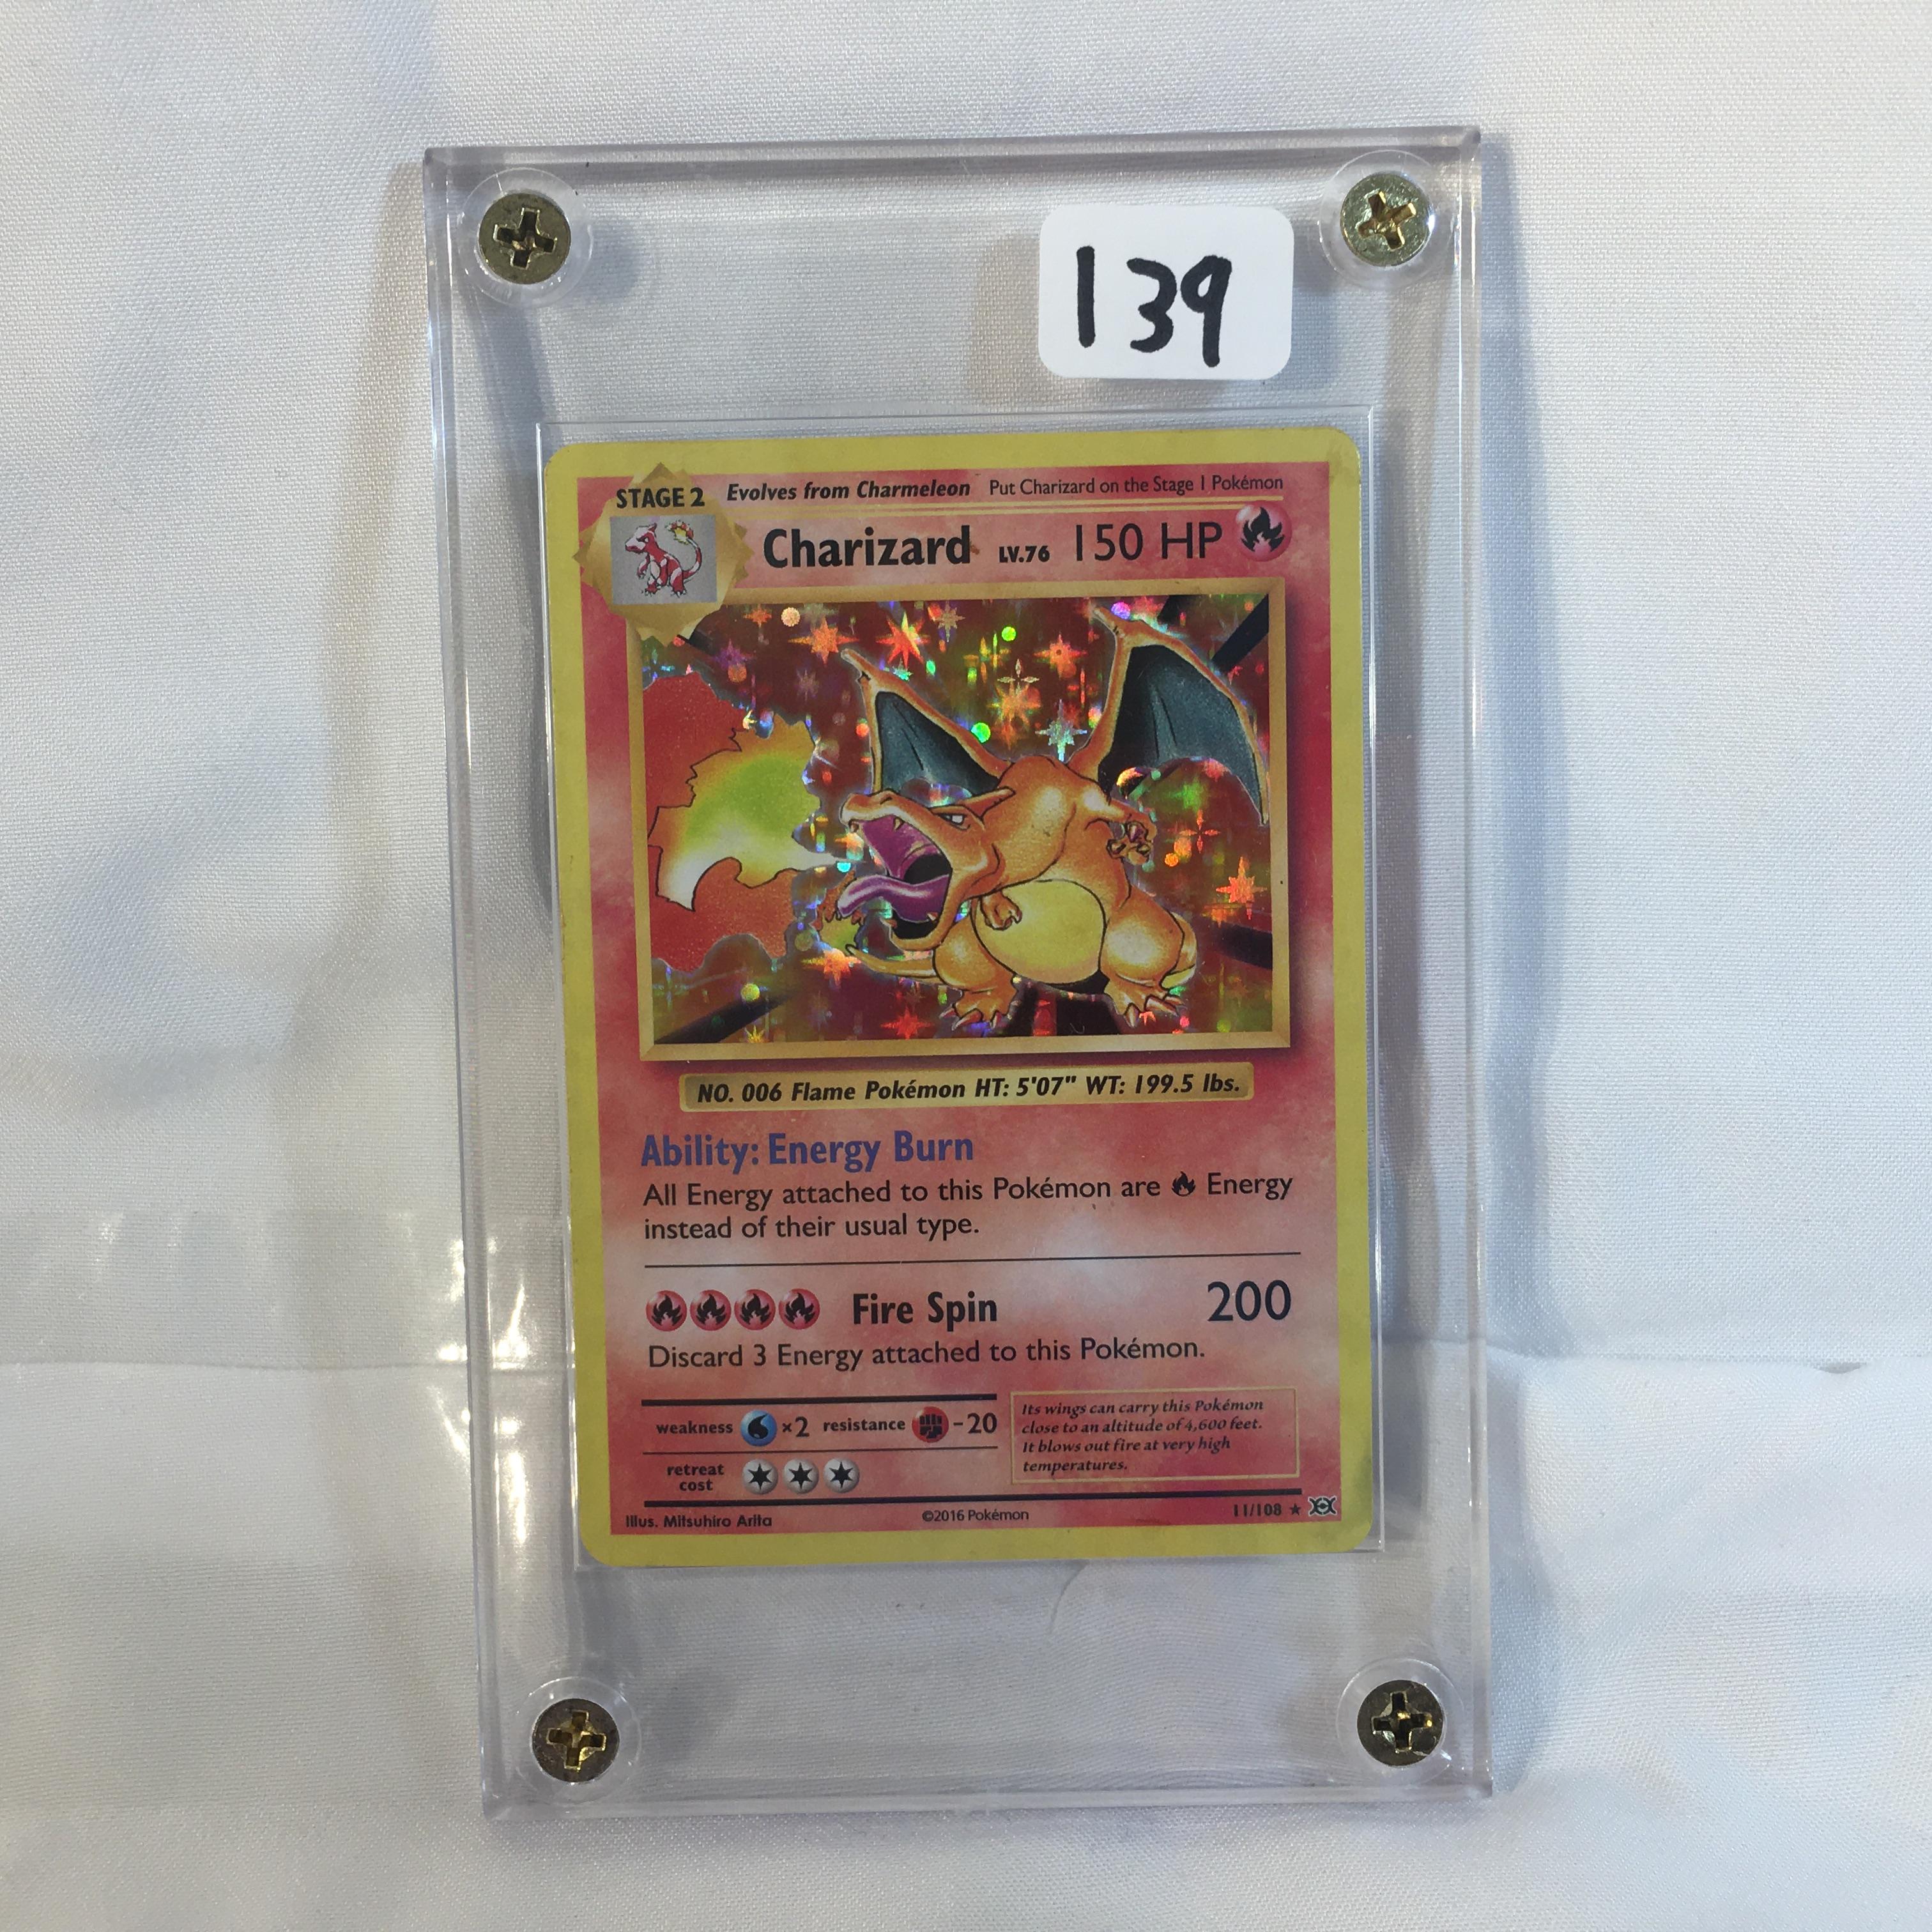 139
STAGE 2 Evolves from Charmeleon Put Charizard on the Stage 1 Pokémon
Charizard LV.76 150 HP
NO. 006 Flame Pokémon HT: 5'07" WT: 199.5 lbs.
Ability: Energy Burn
All Energy attached to this Pokémon are Energy
instead of their usual type.
Fire Spin 200
Discard 3 Energy attached to this Pokémon.
weakness ×2 resistance -20
retreat
cost
Its wings can carry this Pokémon
close to an altitude of 4,600 feet.
It blows out fire at very high
temperatures.
Illus. Mitsuhiro Arita ©2016 Pokémon 11/108 ★